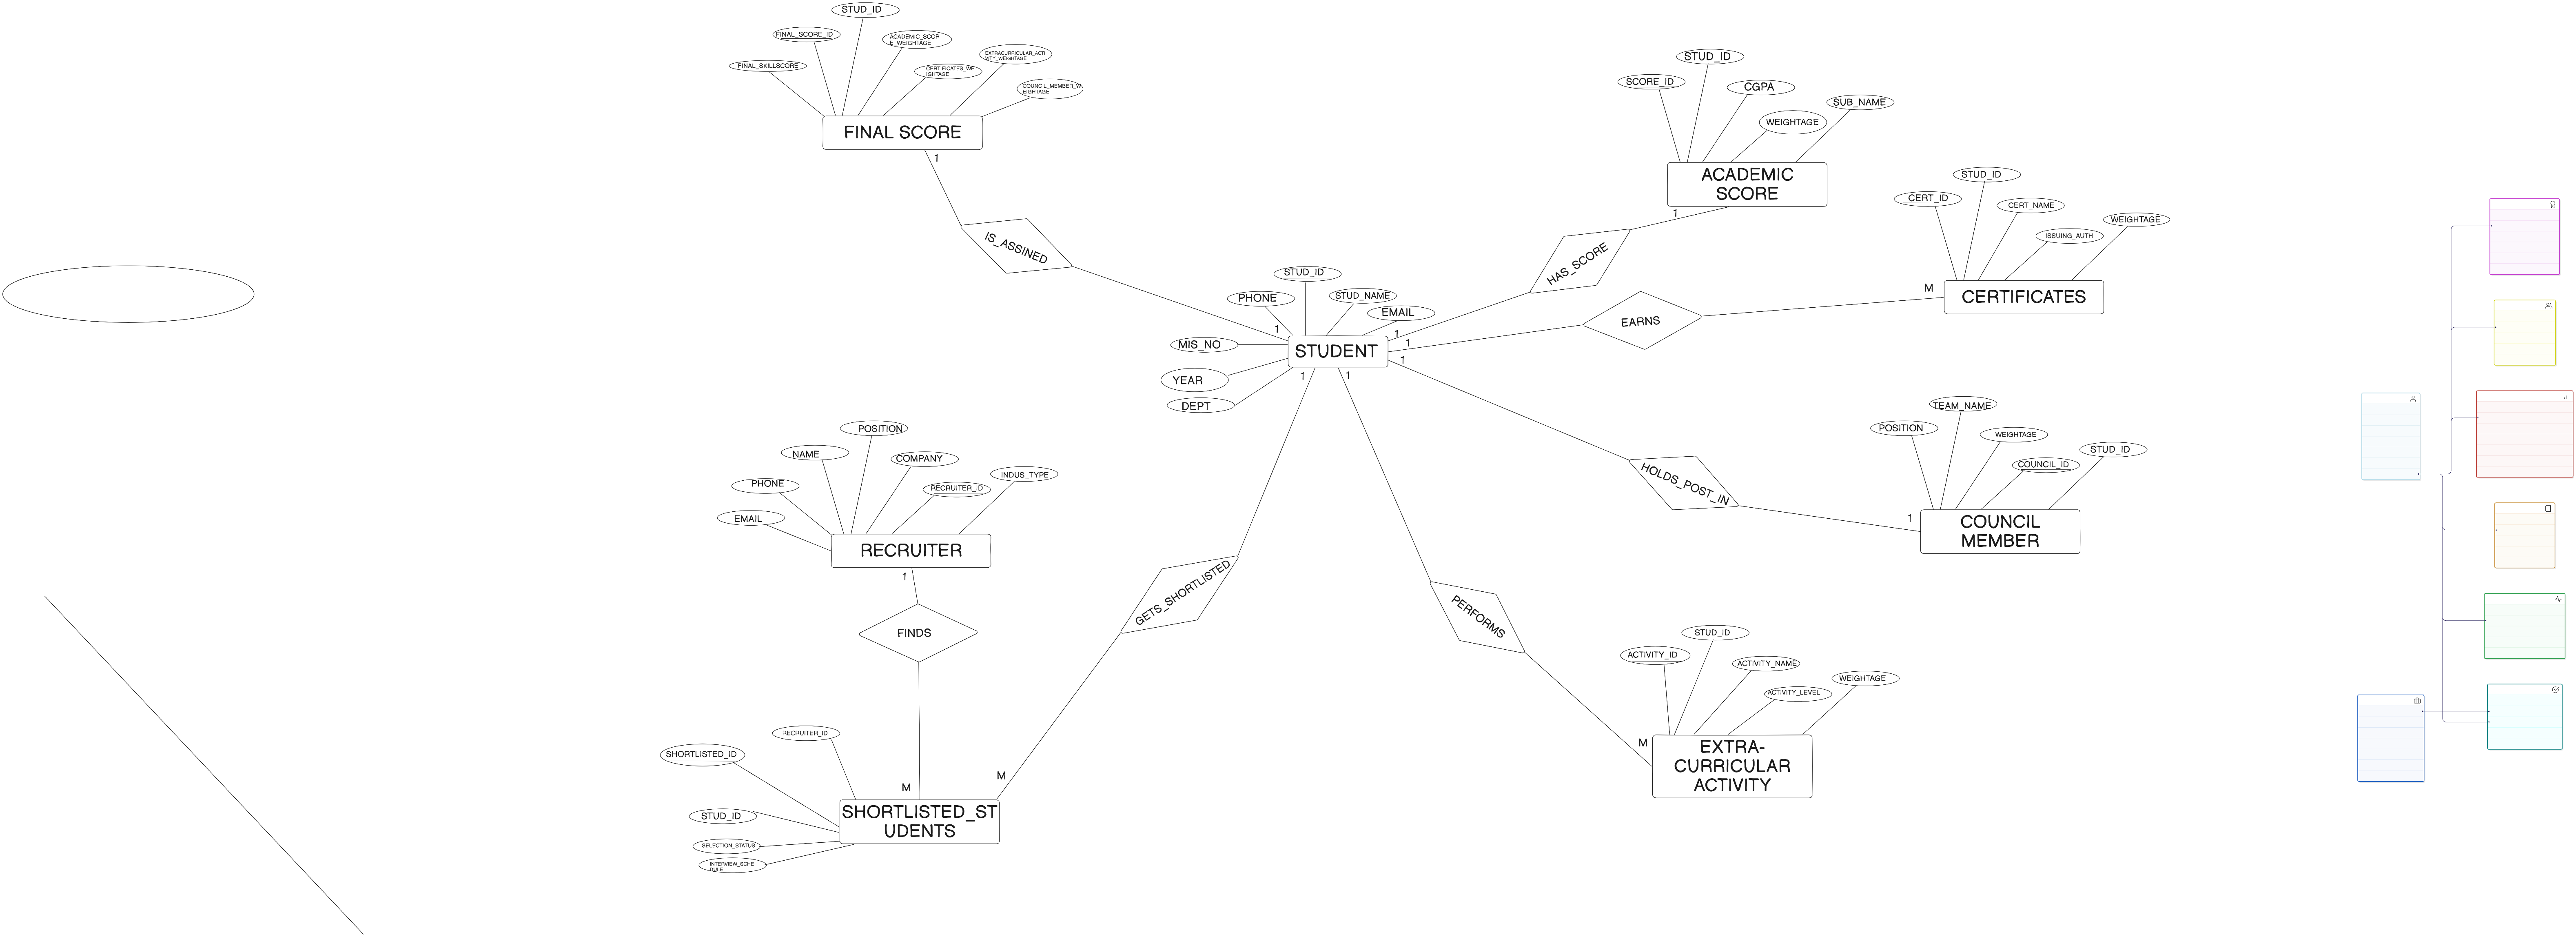 STUD_ID
FINAL_SCORE_ID
ACADEMIC_SCOR
E_WEIGHTAGE
EXTRACURRICULAR_ACTI
VITY_WEIGHTAGE
FINAL_SKILLSCORE
CERTIFICATES_WE
IGHTAGE
COUNCIL_MEMBER_W
EIGHTAGE
FINAL SCORE
1
IS_ASSINED
STUD_ID
SCORE_ID
CGPA
WEIGHTAGE
SUB_NAME
ACADEMIC
SCORE
1
HAS_SCORE
STUD_ID
CERT_ID
CERT_NAME
WEIGHTAGE
ISSUING_AUTH
CERTIFICATES
M
EARNS
STUD_ID
PHONE
STUD_NAME
EMAIL
MIS_NO
YEAR
DEPT
STUDENT
1
1
1
1
1
1
POSITION
NAME
COMPANY
INDUS_TYPE
PHONE
RECRUITER_ID
EMAIL
RECRUITER
1
FINDS
M
GETS_SHORTLISTED
M
RECRUITER_ID
SHORTLISTED_ID
STUD_ID
SELECTION_STATUS
INTERVIEW_SCHE
DULE
SHORTLISTED_ST
UDENTS
HOLDS_POST_IN
1
TEAM_NAME
POSITION
WEIGHTAGE
STUD_ID
COUNCIL_ID
COUNCIL
MEMBER
PERFORMS
M
STUD_ID
ACTIVITY_ID
ACTIVITY_NAME
WEIGHTAGE
ACTIVITY_LEVEL
EXTRA-
CURRICULAR
ACTIVITY